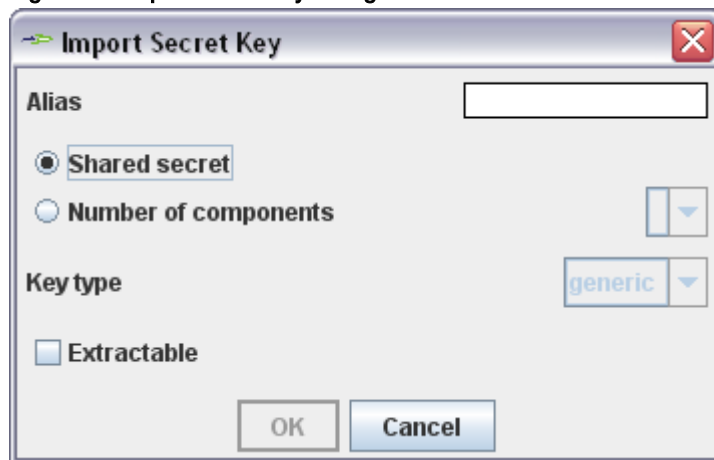 Import Secret Key
Alias
Shared secret
Number of components
Key type generic
Extractable
OK Cancel